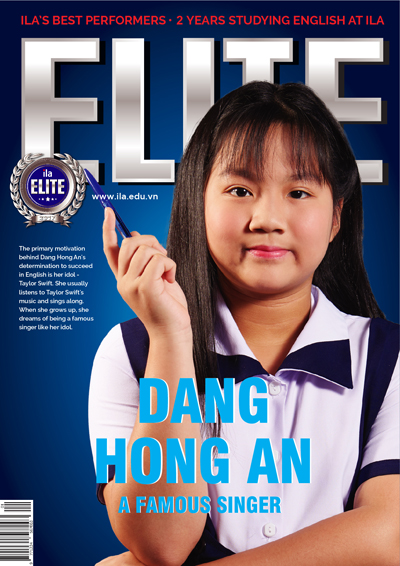 ILA'S BEST PERFORMERS • 2 YEARS STUDYING ENGLISH AT ILA
ELITE
ila
ELITE
www.ila.edu.vn
The primary motivation
behind Dang Hong An's
determination to succeed
in English is her idol -
Taylor Swift. She usually
listens to Taylor Swift's
music and sings along.
When she grows up, she
dreams of being a famous
singer like her idol.
DANG
HONG AN
A FAMOUS SINGER